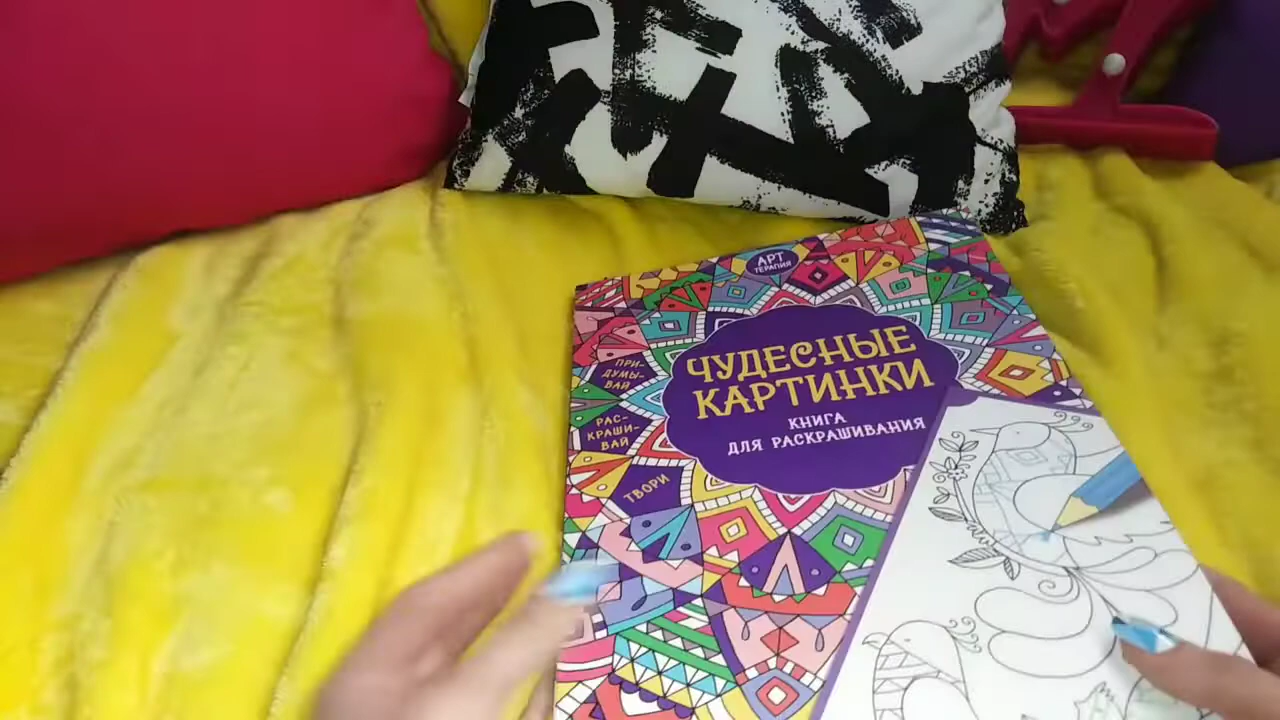 АРТ
ТЕРАПИЯ
ЧУДЕСНЫЕ
КАРТИНКИ
КНИГА
ДЛЯ РАСКРАШИВАНИЯ
ПРИ-
ДУМЫ-
ВАЙ
РАС-
КРАШИ-
ВАЙ
ТВОРИ